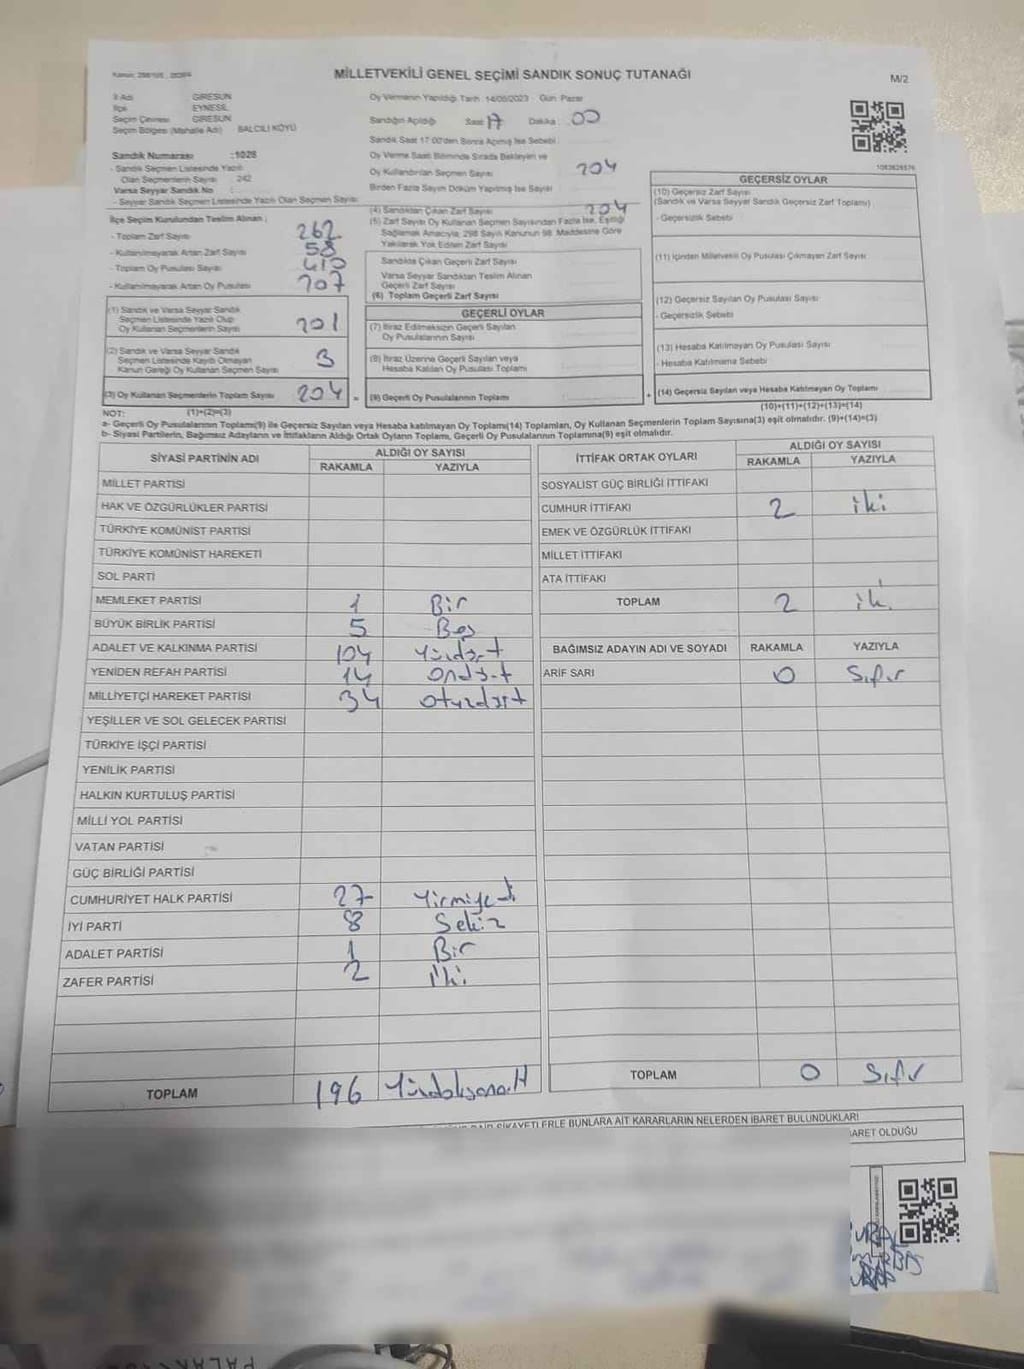 MİLLETVEKİLİ GENEL SEÇİMİ SANDIK SONUÇ TUTANAĞI
M/2
İl Adı GİRESUN
İlçe EYNESİL
Seçim Çevresi GİRESUN
Seçim Bölgesi (Mahalle Adı) BALCILI KÖYÜ
Oy Vermenin Yapıldığı Tarih 14/05/2023 Gün Pazar
Sandığın Açıldığı Saat 17 Dakika 00
Sandık Saat 17:00'den Sonra Açılmış İse Sebebi
Sandık Numarası :1028
- Sandık Seçmen Listesinde Yazılı
Olan Seçmenlerin Sayısı 242
Varsa Seyyar Sandık No :
- Seyyar Sandık Seçmen Listesinde Yazılı Olan Seçmen Sayısı
Oy Verme Saati Bitiminde Sırada Bekleyen ve
Oy Kullandırılan Seçmen Sayısı 204
Birden Fazla Sayım Döküm Yapılmış İse Sayısı
İlçe Seçim Kurulundan Teslim Alınan :
- Toplam Zarf Sayısı 262
- Kullanılmayarak Artan Zarf Sayısı 58
- Toplam Oy Pusulası Sayısı
- Kullanılmayarak Artan Oy Pusulası
(4) Sandıktan Çıkan Zarf Sayısı 204
(5) Zarf Sayısı Oy Kullanan Seçmen Sayısından Fazla İse, Eşitliği
Sağlamak Amacıyla, 298 Sayılı Kanunun 98. Maddesine Göre
Yakılarak Yok Edilen Zarf Sayısı
Sandıkta Çıkan Geçerli Zarf Sayısı
Varsa Seyyar Sandıktan Teslim Alınan
Geçerli Zarf Sayısı
(6) Toplam Geçerli Zarf Sayısı
(1) Sandık ve Varsa Seyyar Sandık
Seçmen Listesinde Yazılı Olup
Oy Kullanan Seçmenlerin Sayısı 201
(2) Sandık ve Varsa Seyyar Sandık
Seçmen Listesinde Kayıtlı Olmayan
Kanun Gereği Oy Kullanan Seçmen Sayısı 3
(3) Oy Kullanan Seçmenlerin Toplam Sayısı 204 =
GEÇERLİ OYLAR
(7) İtiraz Edilmeksizin Geçerli Sayılan
Oy Pusulalarının Sayısı
(8) İtiraz Üzerine Geçerli Sayılan veya
Hesaba Katılan Oy Pusulası Toplamı
(9) Geçerli Oy Pusulalarının Toplamı +
GEÇERSİZ OYLAR
(10) Geçersiz Zarf Sayısı
(Sandık ve Varsa Seyyar Sandık Geçersiz Zarf Toplamı)
- Geçersizlik Sebebi
(11) İçinden Milletvekili Oy Pusulası Çıkmayan Zarf Sayısı
(12) Geçersiz Sayılan Oy Pusulası Sayısı
- Geçersizlik Sebebi
(13) Hesaba Katılmayan Oy Pusulası Sayısı
- Hesaba Katılmama Sebebi
(14) Geçersiz Sayılan veya Hesaba Katılmayan Oy Toplamı
(10)+(11)+(12)+(13)=(14)
NOT: (1)+(2)=(3)
a- Geçerli Oy Pusulalarının Toplamı(9) ile Geçersiz Sayılan veya Hesaba katılmayan Oy Toplamı(14) Toplamları, Oy Kullanan Seçmenlerin Toplam Sayısına(3) eşit olmalıdır. (9)+(14)=(3)
b- Siyasi Partilerin, Bağımsız Adayların ve İttifakların Aldığı Ortak Oyların Toplamı, Geçerli Oy Pusulalarının Toplamına(9) eşit olmalıdır.
SİYASİ PARTİNİN ADI ALDIĞI OY SAYISI
RAKAMLA YAZIYLA
MİLLET PARTİSİ
HAK VE ÖZGÜRLÜKLER PARTİSİ
TÜRKİYE KOMÜNİST PARTİSİ
TÜRKİYE KOMÜNİST HAREKETİ
SOL PARTİ
MEMLEKET PARTİSİ 1 Bir
BÜYÜK BİRLİK PARTİSİ 5 Beş
ADALET VE KALKINMA PARTİSİ 104 Yüzdört
YENİDEN REFAH PARTİSİ 14 Ondört
MİLLİYETÇİ HAREKET PARTİSİ 34 Otuzdört
YEŞİLLER VE SOL GELECEK PARTİSİ
TÜRKİYE İŞÇİ PARTİSİ
YENİLİK PARTİSİ
HALKIN KURTULUŞ PARTİSİ
MİLLİ YOL PARTİSİ
VATAN PARTİSİ
GÜÇ BİRLİĞİ PARTİSİ
CUMHURİYET HALK PARTİSİ 27 Yirmiyedi
İYİ PARTİ 8 Sekiz
ADALET PARTİSİ 1 Bir
ZAFER PARTİSİ 2 İki
TOPLAM 196
İTTİFAK ORTAK OYLARI ALDIĞI OY SAYISI
RAKAMLA YAZIYLA
SOSYALİST GÜÇ BİRLİĞİ İTTİFAKI
CUMHUR İTTİFAKI 2 iki
EMEK VE ÖZGÜRLÜK İTTİFAKI
MİLLET İTTİFAKI
ATA İTTİFAKI
TOPLAM 2 iki
BAĞIMSIZ ADAYIN ADI VE SOYADI RAKAMLA YAZIYLA
ARİF SARI 0 Sıfır
TOPLAM 0 Sıfır
ŞİKAYETLERLE BUNLARA AİT KARARLARIN NELERDEN İBARET BULUNDUKLARI
BARET OLDUĞU